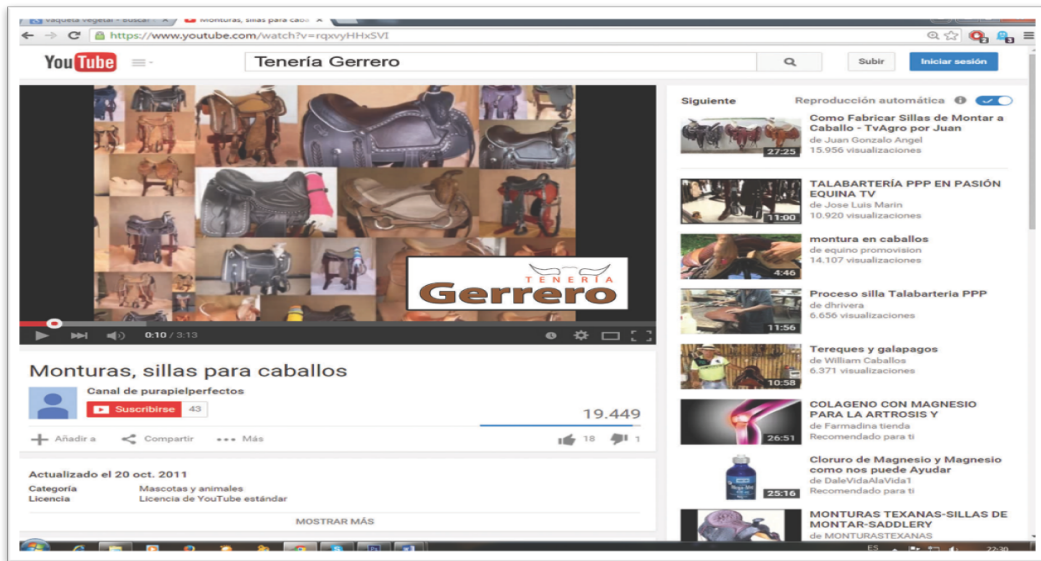 vaqueta vegetal - Buscar
Monturas, sillas para caba
https://www.youtube.com/watch?v=rqxvyHHxSVI
YouTube
Tenería Gerrero
Subir
Iniciar sesión
TENERÍA
Gerrero
0:10 / 3:13
Monturas, sillas para caballos
Canal de purapielperfectos
Suscribirse 43
19.449
Añadir a Compartir Más
18 1
Actualizado el 20 oct. 2011
Categoría Mascotas y animales
Licencia Licencia de YouTube estándar
MOSTRAR MÁS
Siguiente Reproducción automática
Como Fabricar Sillas de Montar a
Caballo - TvAgro por Juan
de Juan Gonzalo Angel
15.956 visualizaciones
27:25
TALABARTERÍA PPP EN PASIÓN
EQUINA TV
de Jose Luis Marin
10.920 visualizaciones
11:00
montura en caballos
de equino promovision
14.107 visualizaciones
4:46
Proceso silla Talabarteria PPP
de dhrivera
6.656 visualizaciones
11:56
Tereques y galapagos
de William Caballos
6.371 visualizaciones
10:58
COLAGENO CON MAGNESIO
PARA LA ARTROSIS Y
de Farmadina tienda
Recomendado para ti
26:51
Cloruro de Magnesio y Magnesio
como nos puede Ayudar
de DaleVidaAlaVida1
Recomendado para ti
25:16
MONTURAS TEXANAS-SILLAS DE
MONTAR-SADDLERY
de MONTURASTEXANAS
ES 22:30